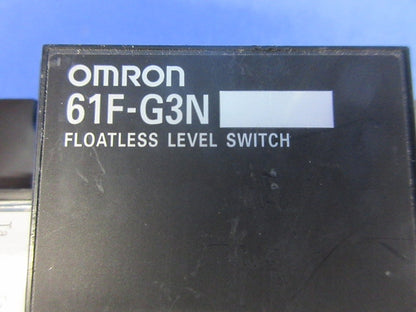 OMRON
61F-G3N
FLOATLESS LEVEL SWITCH